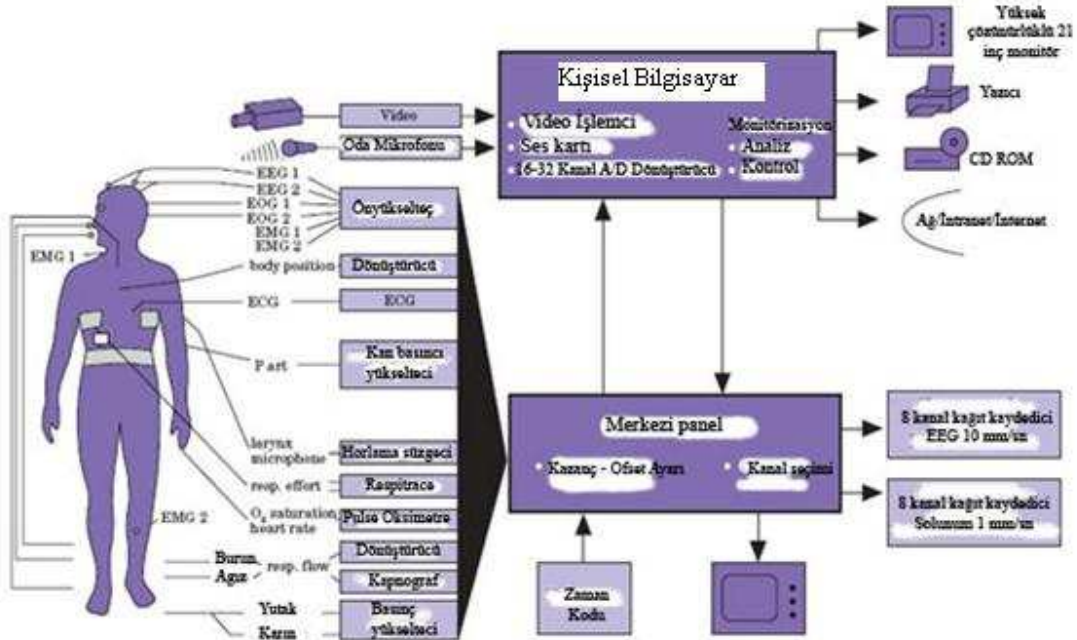 Yüksek
çözünürlüklü 21
inç monitör
Kişisel Bilgisayar
Video
Video İşlemci
Monitörizasyon
Yazıcı
Oda Mikrofonu
Ses kartı
Analiz
16-32 Kanal A/D Dönüştürücü
Kontrol
CD ROM
EEG 1
EEG 2
EOG 1
EOG 2
EMG 1
EMG 2
Önyükselteç
Ağ/İntranet/İnternet
EMG 1
body position
Dönüştürücü
ECG
ECG
P art
Kan basıncı
yükselteci
Merkezi panel
Kazanç - Ofset Ayarı
Kanal seçimi
8 kanal kağıt kaydedici
EEG 10 mm/sn
larynx
microphone
Horlama süzgeci
resp. effort
Respitrace
8 kanal kağıt kaydedici
Solunum 1 mm/sn
EMG 2
O2 saturation
heart rate
Pulse Oksimetre
Burun
Ağız
resp. flow
Dönüştürücü
Kapnograf
Zaman
Kodu
Yutak
Karın
Basınç
yükselteci